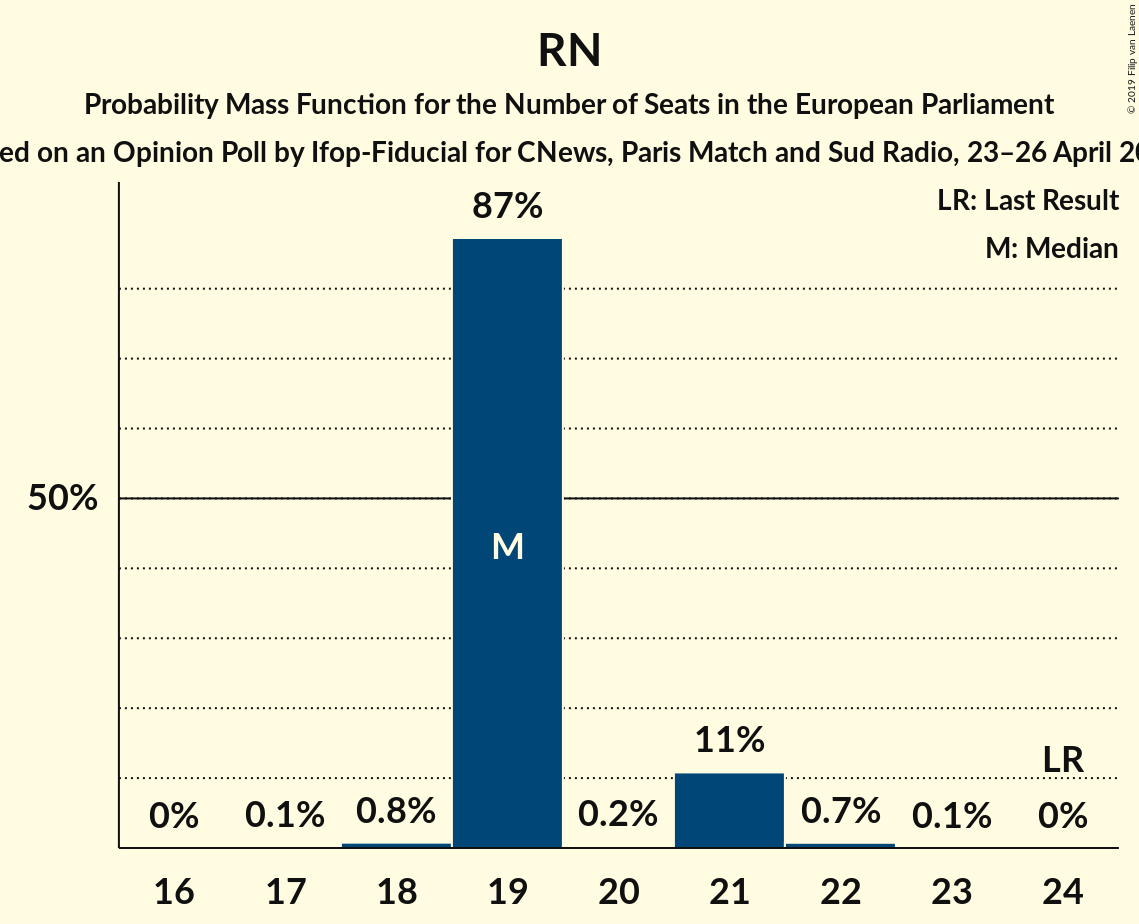 RN
Probability Mass Function for the Number of Seats in the European Parliament
on an Opinion Poll by Ifop-Fiducial for CNews, Paris Match and Sud Radio, 23–26 April
© 2019 Filip van Laenen
LR: Last Result
M: Median
87%
50%
M
11%
LR
0%
0.1%
0.8%
0.2%
0.7%
0.1%
0%
16
17
18
19
20
21
22
23
24